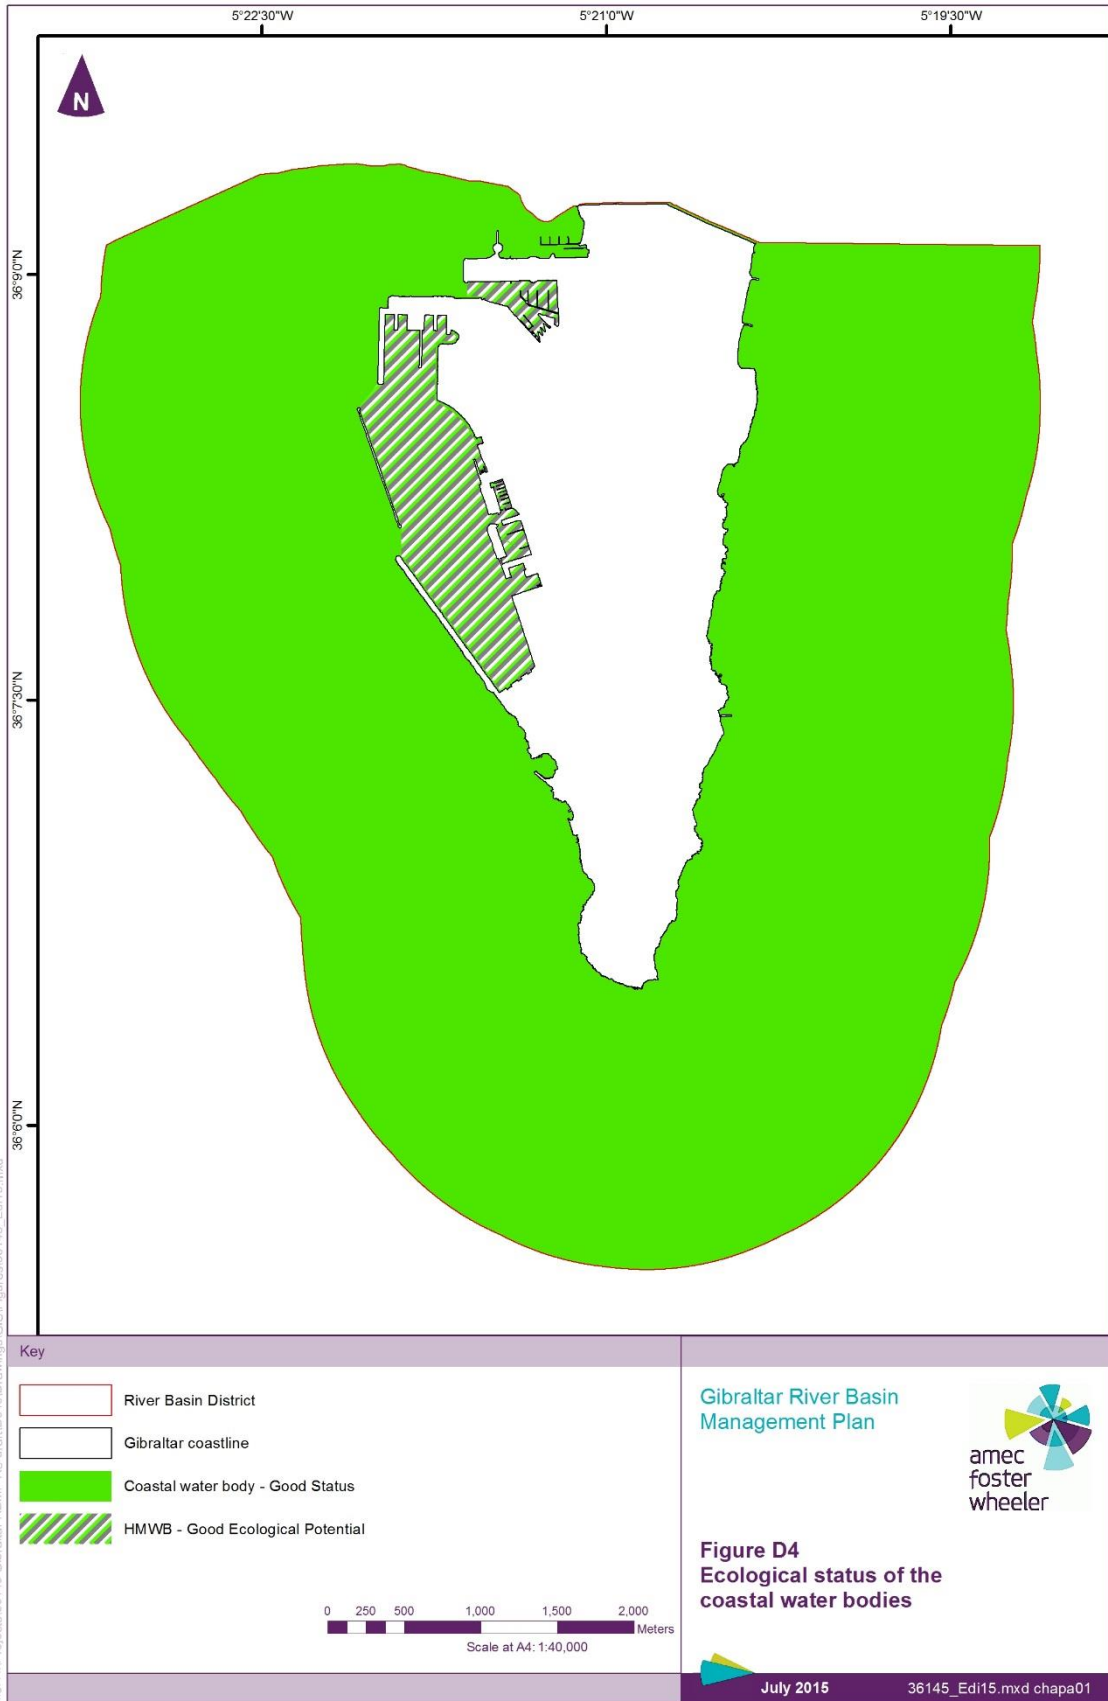 5°22'30"W
5°21'0"W
5°19'30"W
N
36°9'0"N
36°7'30"N
36°6'0"N
Key
River Basin District
Gibraltar coastline
Coastal water body - Good Status
HMWB - Good Ecological Potential
0 250 500 1,000 1,500 2,000
Meters
Scale at A4: 1:40,000
Gibraltar River Basin
Management Plan
amec
foster
wheeler
Figure D4
Ecological status of the
coastal water bodies
July 2015
36145_Edi15.mxd chapa01